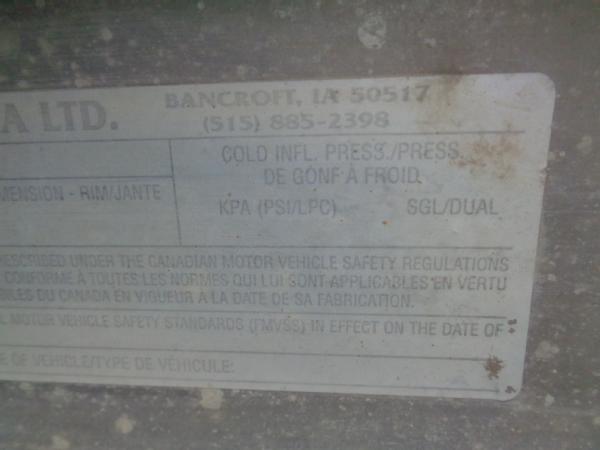 BANCROFT, IA 50517
A LTD.
(515) 885-2398
COLD INFL. PRESS./PRESS.
DE GONF À FROID
MENSION - RIM/JANTE
KPA (PSI/LPC) SGL/DUAL
ESCRIBED UNDER THE CANADIAN MOTOR VEHICLE SAFETY REGULATIONS
CONFORME À TOUTES LES NORMES QUI LUI SONT APPLICABLES EN VERTU
BILES DU CANADA EN VIGUEUR A LA DATE DE SA FABRICATION.
L MOTOR VEHICLE SAFETY STANDARDS (FMVSS) IN EFFECT ON THE DATE OF
E OF VEHICLE/TYPE DE VÉHICULE: